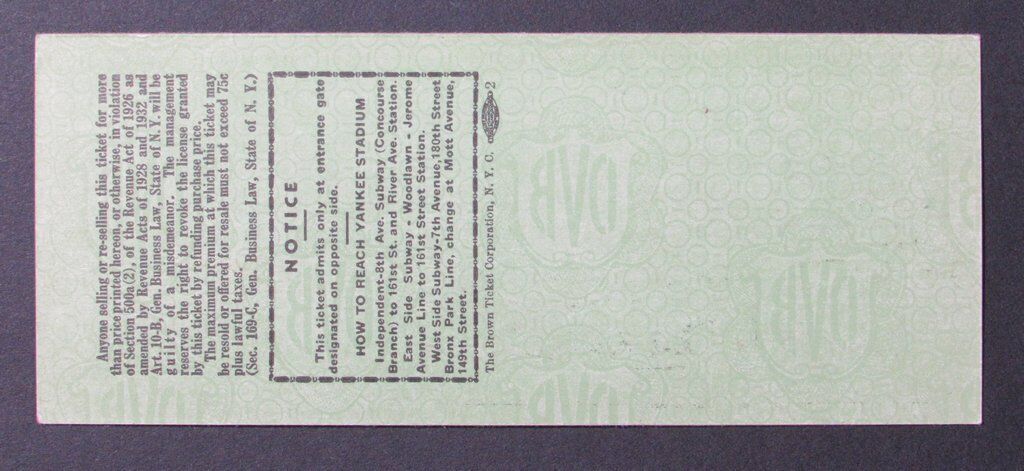 Anyone selling or re-selling this ticket for more
than price printed hereon, or otherwise, in violation
of Section 500a(2), of the Revenue Act of 1926 as
amended by Revenue Acts of 1928 and 1932 and
Art. 10-B, Gen. Business Law, State of N. Y. will be
guilty of a misdemeanor. The management
reserves the right to revoke the license granted
by this ticket by refunding purchase price.
The maximum premium at which this ticket may
be resold or offered for resale must not exceed 75c
plus lawful taxes.
(Sec. 169-C, Gen. Business Law, State of N. Y.)
NOTICE
This ticket admits only at entrance gate
designated on opposite side.
HOW TO REACH YANKEE STADIUM
Independent-8th Ave. Subway (Concourse
Branch) to 161st St. and River Ave. Station.
East Side Subway - Woodlawn - Jerome
Avenue Line to 161st Street Station.
West Side Subway-7th Avenue, 180th Street
Bronx Park Line, change at Mott Avenue,
149th Street.
The Brown Ticket Corporation, N. Y. C. 2